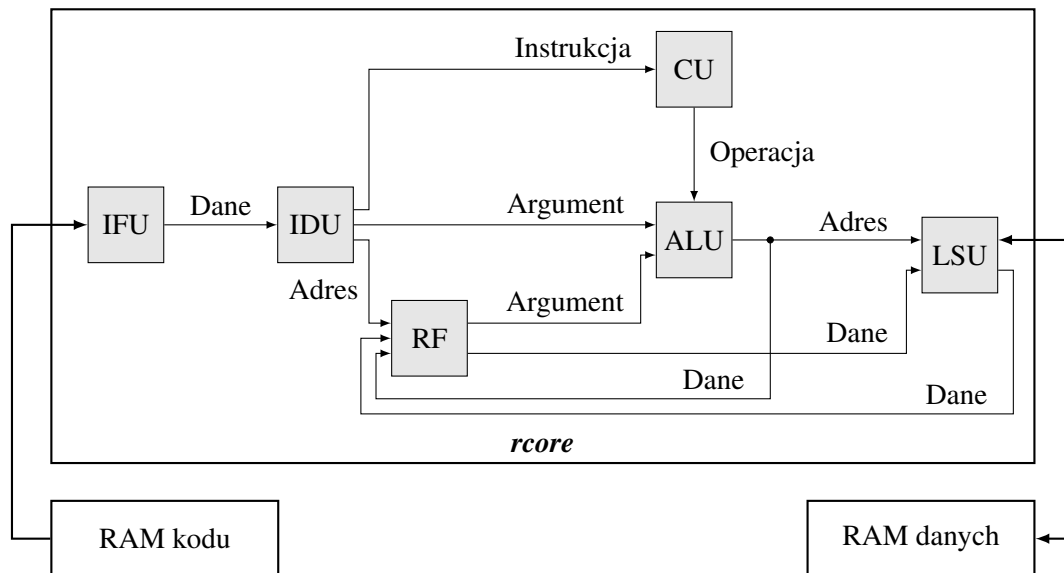 Instrukcja
CU
Operacja
IFU
Dane
IDU
Argument
ALU
Adres
LSU
Adres
RF
Argument
Dane
Dane
Dane
rcore
RAM kodu
RAM danych